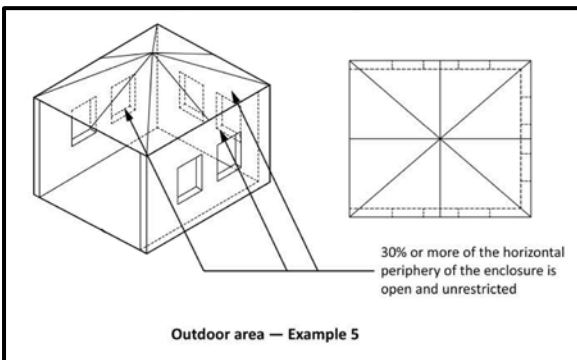 30% or more of the horizontal
periphery of the enclosure is
open and unrestricted
Outdoor area — Example 5